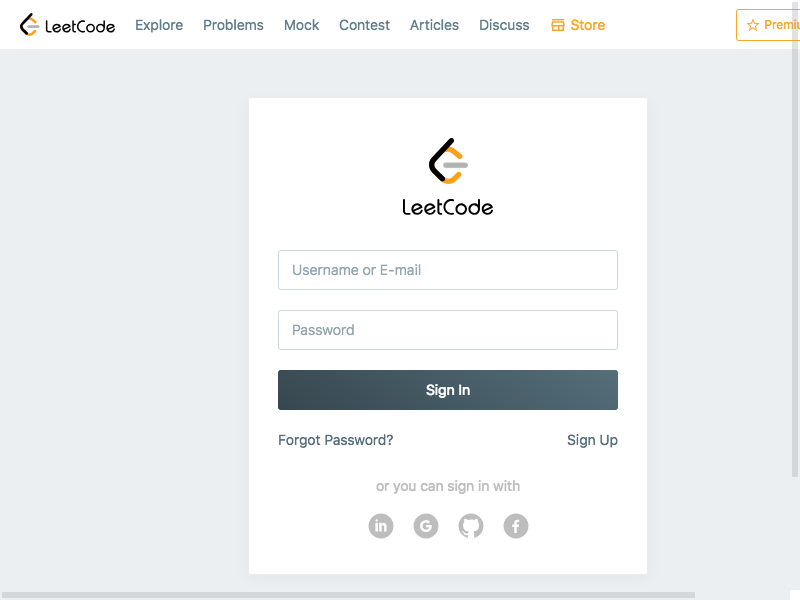 LeetCode Explore Problems Mock Contest Articles Discuss Store
LeetCode
Username or E-mail
Password
Sign In
Forgot Password? Sign Up
or you can sign in with
in G f